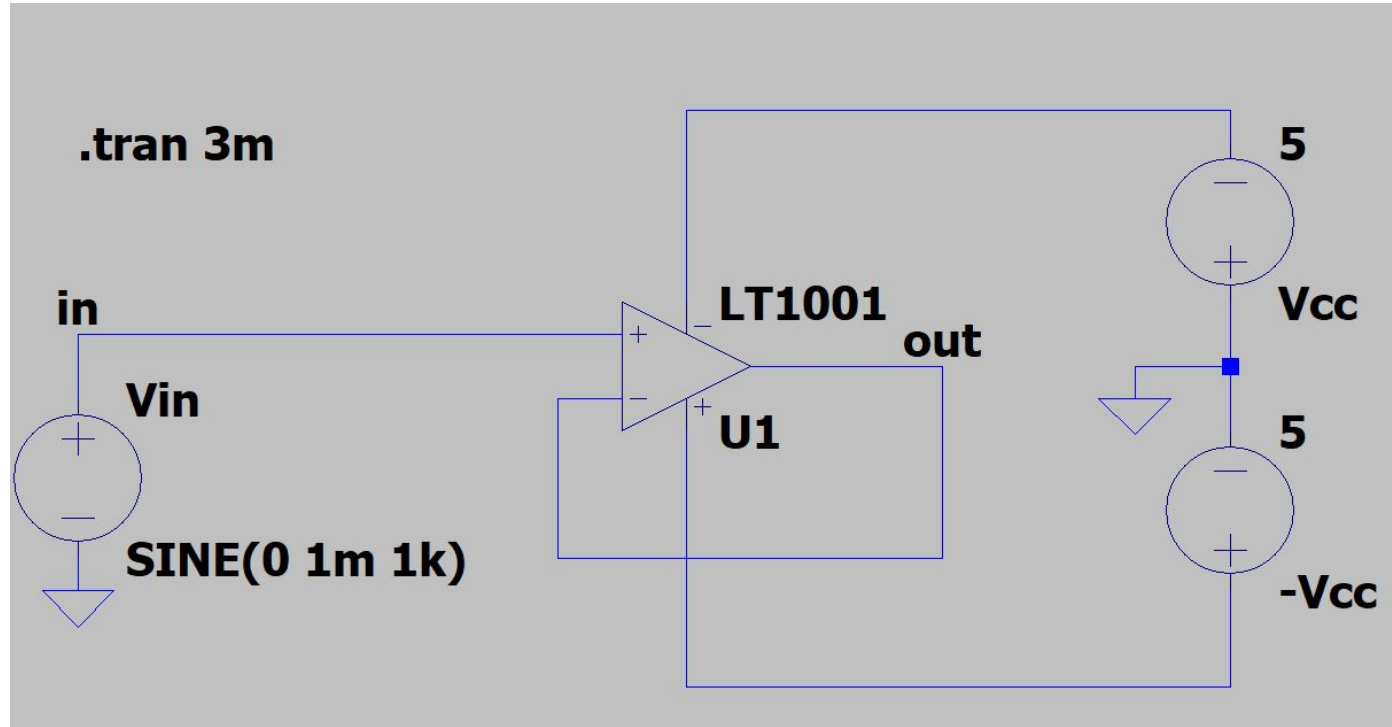 .tran 3m
5
−
+
Vcc
in
LT1001
−
+
−
+
U1
out
Vin
+
−
SINE(0 1m 1k)
5
−
+
-Vcc